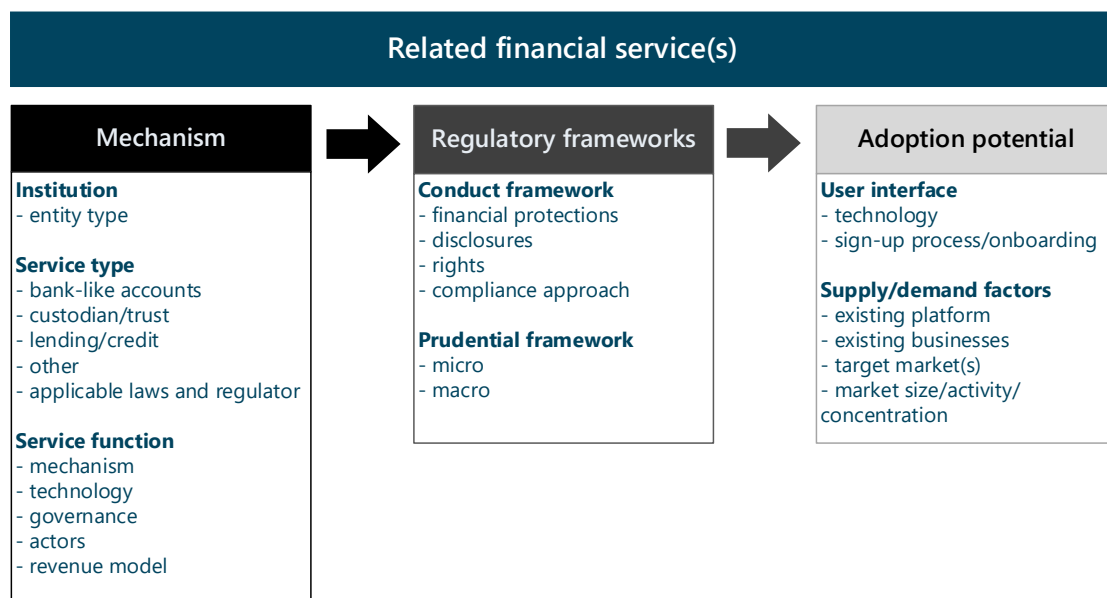 Related financial service(s)
Mechanism
Institution
- entity type
Service type
- bank-like accounts
- custodian/trust
- lending/credit
- other
- applicable laws and regulator
Service function
- mechanism
- technology
- governance
- actors
- revenue model
Regulatory frameworks
Conduct framework
- financial protections
- disclosures
- rights
- compliance approach
Prudential framework
- micro
- macro
Adoption potential
User interface
- technology
- sign-up process/onboarding
Supply/demand factors
- existing platform
- existing businesses
- target market(s)
- market size/activity/
concentration